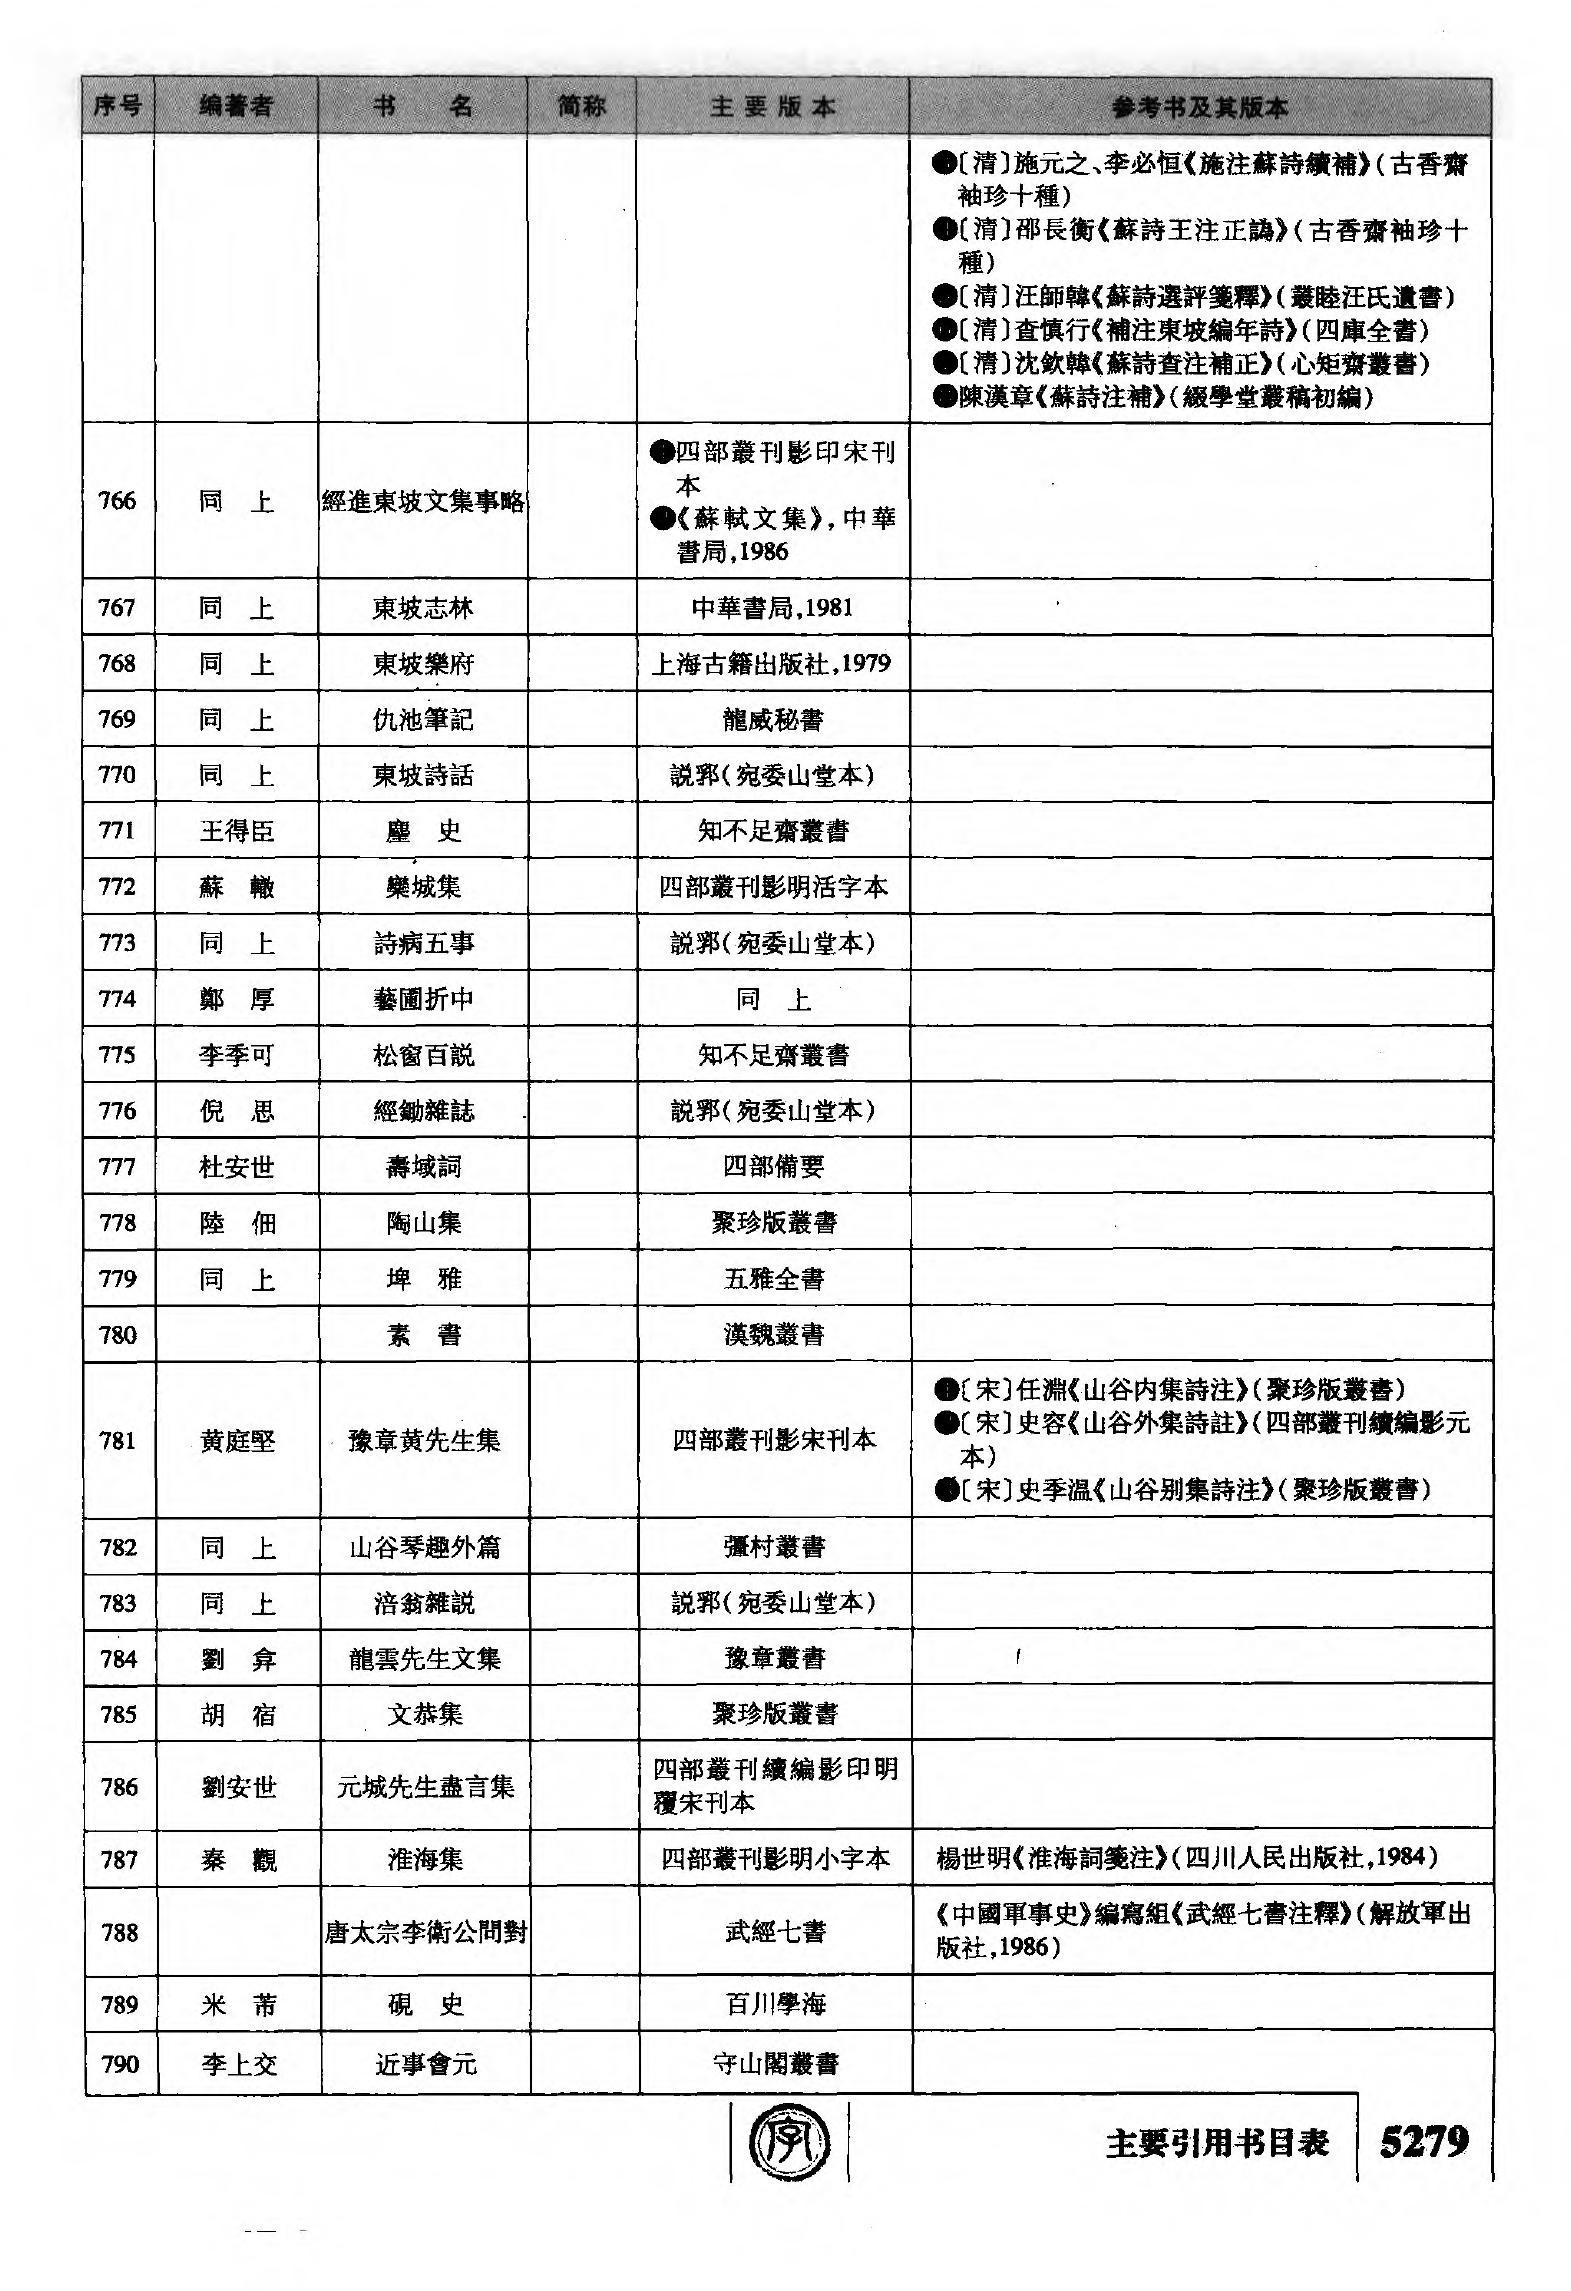 序号 编著者 书 名 简称 主要版本 参考书及其版本
●〔清〕施元之、李必恒《施注蘇詩續補》(古香齋
袖珍十種)
●〔清〕邵長衡《蘇詩王注正譌》(古香齋袖珍十
種)
●〔清〕汪師韓《蘇詩選評箋釋》(叢睦汪氏遺書)
●〔清〕查慎行《補注東坡編年詩》(四庫全書)
●〔清〕沈欽韓《蘇詩查注補正》(心矩齋叢書)
●陳漢章《蘇詩注補》(綴學堂叢稿初編)
766 同 上 經進東坡文集事略
●四部叢刊影印宋刊
本
●《蘇軾文集》,中華
書局,1986
767 同 上 東坡志林 中華書局,1981
768 同 上 東坡樂府 上海古籍出版社,1979
769 同 上 仇池筆記 龍威秘書
770 同 上 東坡詩話 説郛(宛委山堂本)
771 王得臣 麈 史 知不足齋叢書
772 蘇 轍 欒城集 四部叢刊影明活字本
773 同 上 詩病五事 説郛(宛委山堂本)
774 鄭 厚 藝圃折中 同 上
775 李季可 松窗百説 知不足齋叢書
776 倪 思 經鋤雜誌 説郛(宛委山堂本)
777 杜安世 壽域詞 四部備要
778 陸 佃 陶山集 聚珍版叢書
779 同 上 埤 雅 五雅全書
780 素 書 漢魏叢書
781 黄庭堅 豫章黄先生集 四部叢刊影宋刊本
●〔宋〕任淵《山谷内集詩注》(聚珍版叢書)
●〔宋〕史容《山谷外集詩註》(四部叢刊續編影元
本)
●〔宋〕史季温《山谷别集詩注》(聚珍版叢書)
782 同 上 山谷琴趣外篇 彊村叢書
783 同 上 涪翁雜説 説郛(宛委山堂本)
784 劉 弇 龍雲先生文集 豫章叢書
785 胡 宿 文恭集 聚珍版叢書
786 劉安世 元城先生盡言集 四部叢刊續編影印明
覆宋刊本
787 秦 觀 淮海集 四部叢刊影明小字本 楊世明《淮海詞箋注》(四川人民出版社,1984)
788 唐太宗李衛公問對 武經七書 《中國軍事史》編寫組《武經七書注釋》(解放軍出
版社,1986)
789 米 芾 硯 史 百川學海
790 李上交 近事會元 守山閣叢書
字
主要引用书目表 5279